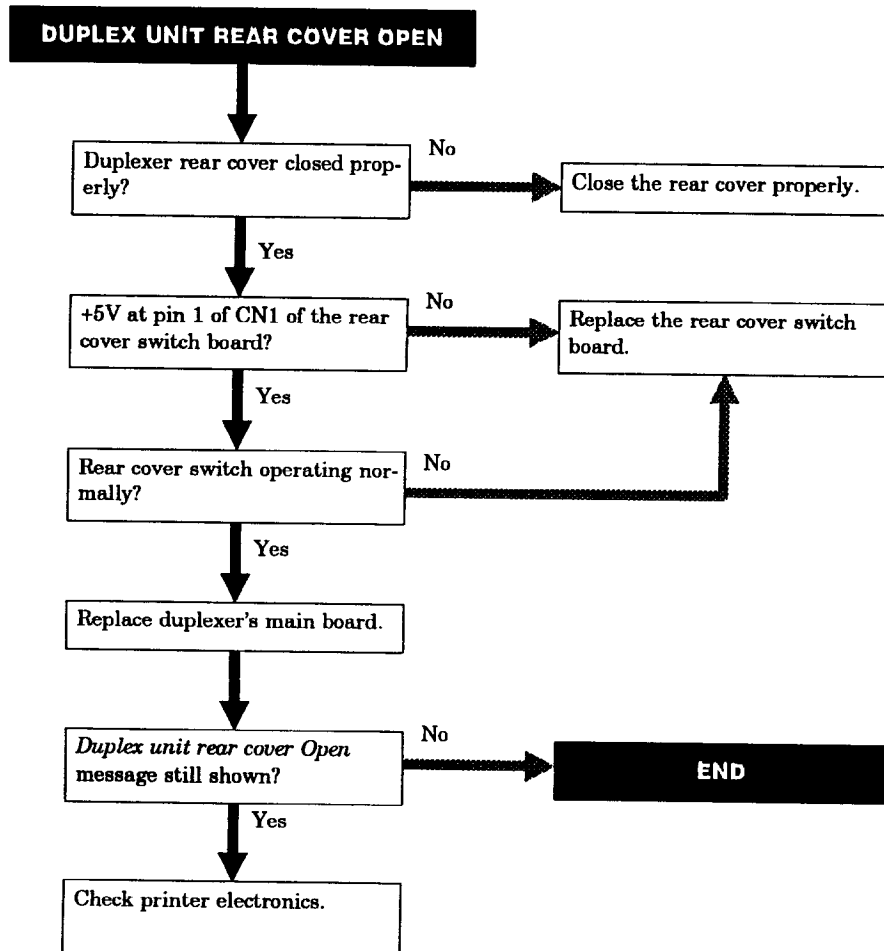 DUPLEX UNIT REAR COVER OPEN
Duplexer rear cover closed prop-
erly?
No
Close the rear cover properly.
Yes
+5V at pin 1 of CN1 of the rear
cover switch board?
No
Replace the rear cover switch
board.
Yes
Rear cover switch operating nor-
mally?
No
Yes
Replace duplexer's main board.
Duplex unit rear cover Open
message still shown?
No
END
Yes
Check printer electronics.